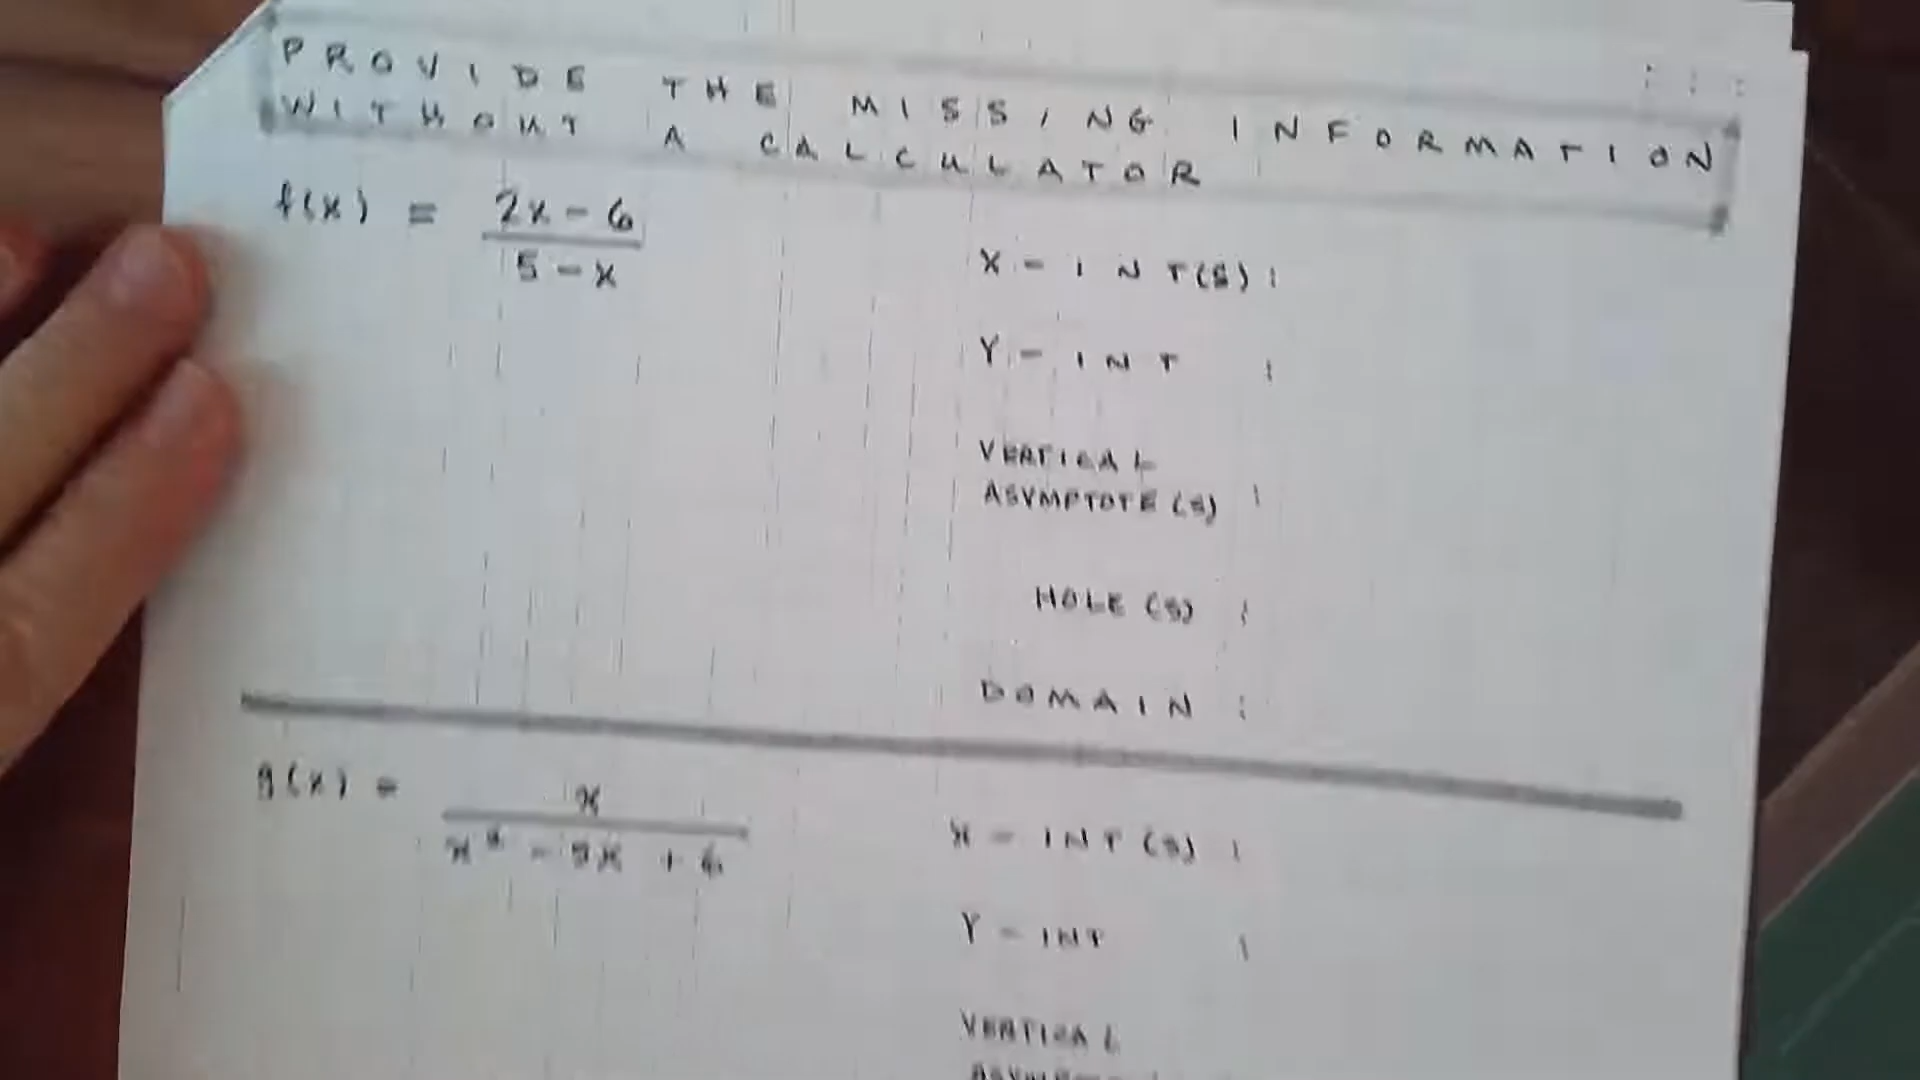 PROVIDE THE MISSING INFORMATION
WITHOUT A CALCULATOR
f(x) = 2x - 6
5 - x
X - INT(S) :
Y - INT :
VERTICAL
ASYMPTOTE (S) :
HOLE (S) :
DOMAIN :
g(x) = x
x² - 5x + 6
X - INT (S) :
Y - INT :
VERTICAL